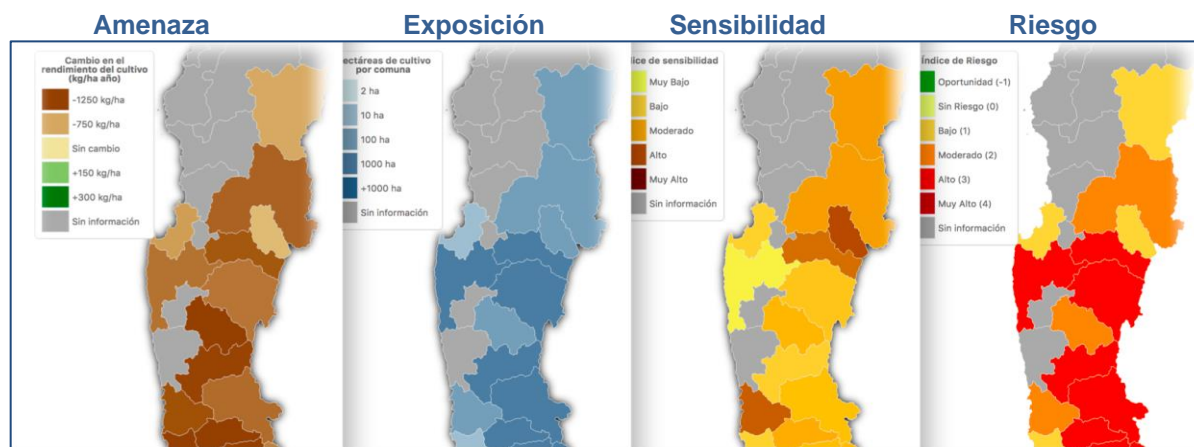 Amenaza
Exposición
Sensibilidad
Riesgo
Cambio en el
rendimiento del cultivo
(kg/ha año)
-1250 kg/ha
-750 kg/ha
Sin cambio
+150 kg/ha
+300 kg/ha
Sin información
ectáreas de cultivo
por comuna
2 ha
10 ha
100 ha
1000 ha
+1000 ha
Sin información
dice de sensibilidad
Muy Bajo
Bajo
Moderado
Alto
Muy Alto
Sin información
Índice de Riesgo
Oportunidad (-1)
Sin Riesgo (0)
Bajo (1)
Moderado (2)
Alto (3)
Muy Alto (4)
Sin información